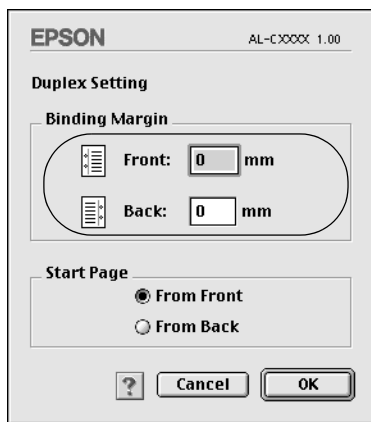 EPSON AL-CXXXX 1.00
Duplex Setting
Binding Margin
Front: 0 mm
Back: 0 mm
Start Page
From Front
From Back
? Cancel OK